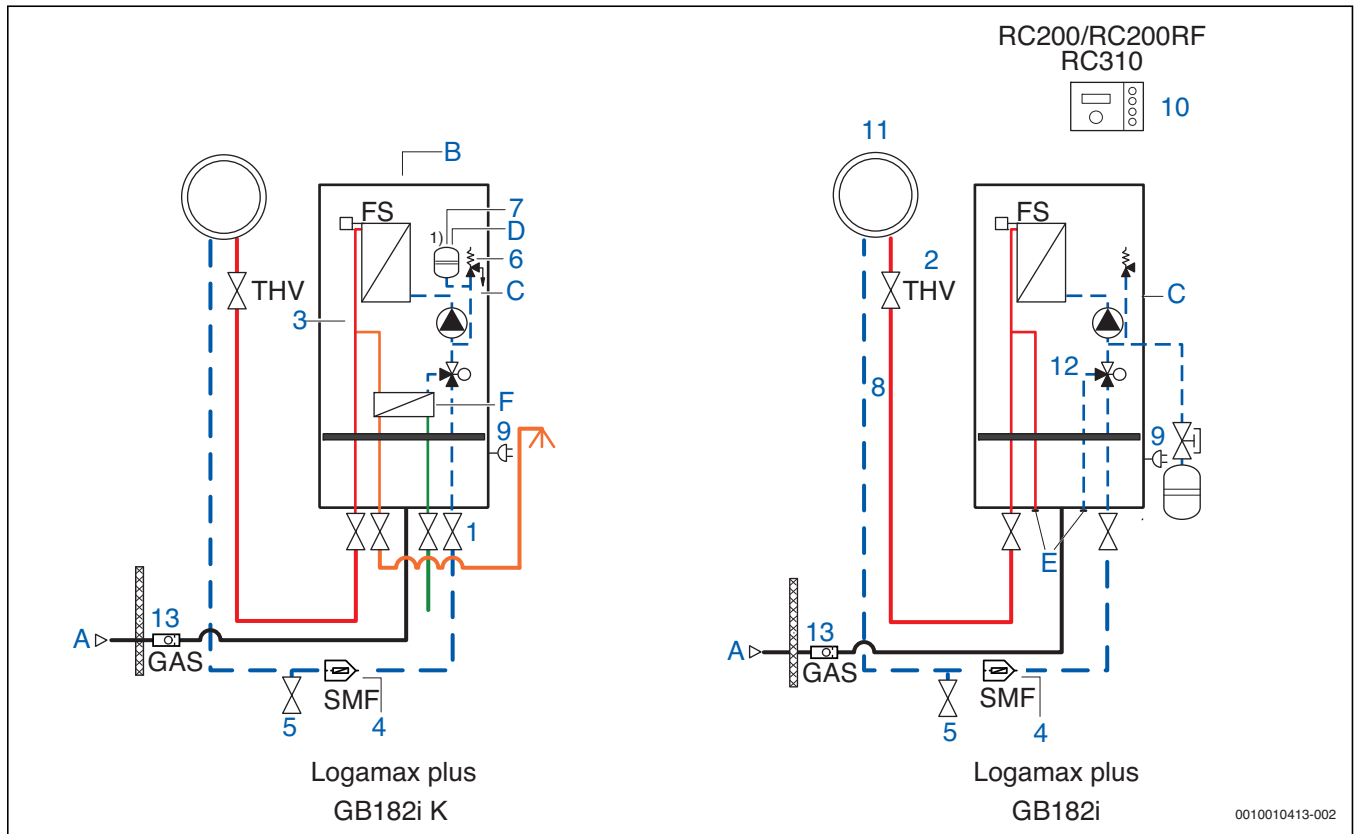 RC200/RC200RF
RC310
10
B
11
FS
7
1)
D
6
C
THV
3
F
9
1
13
A
GAS
SMF
5
4
Logamax plus
GB182i K
FS
2
THV
C
12
8
9
E
13
A
GAS
SMF
5
4
Logamax plus
GB182i
0010010413-002